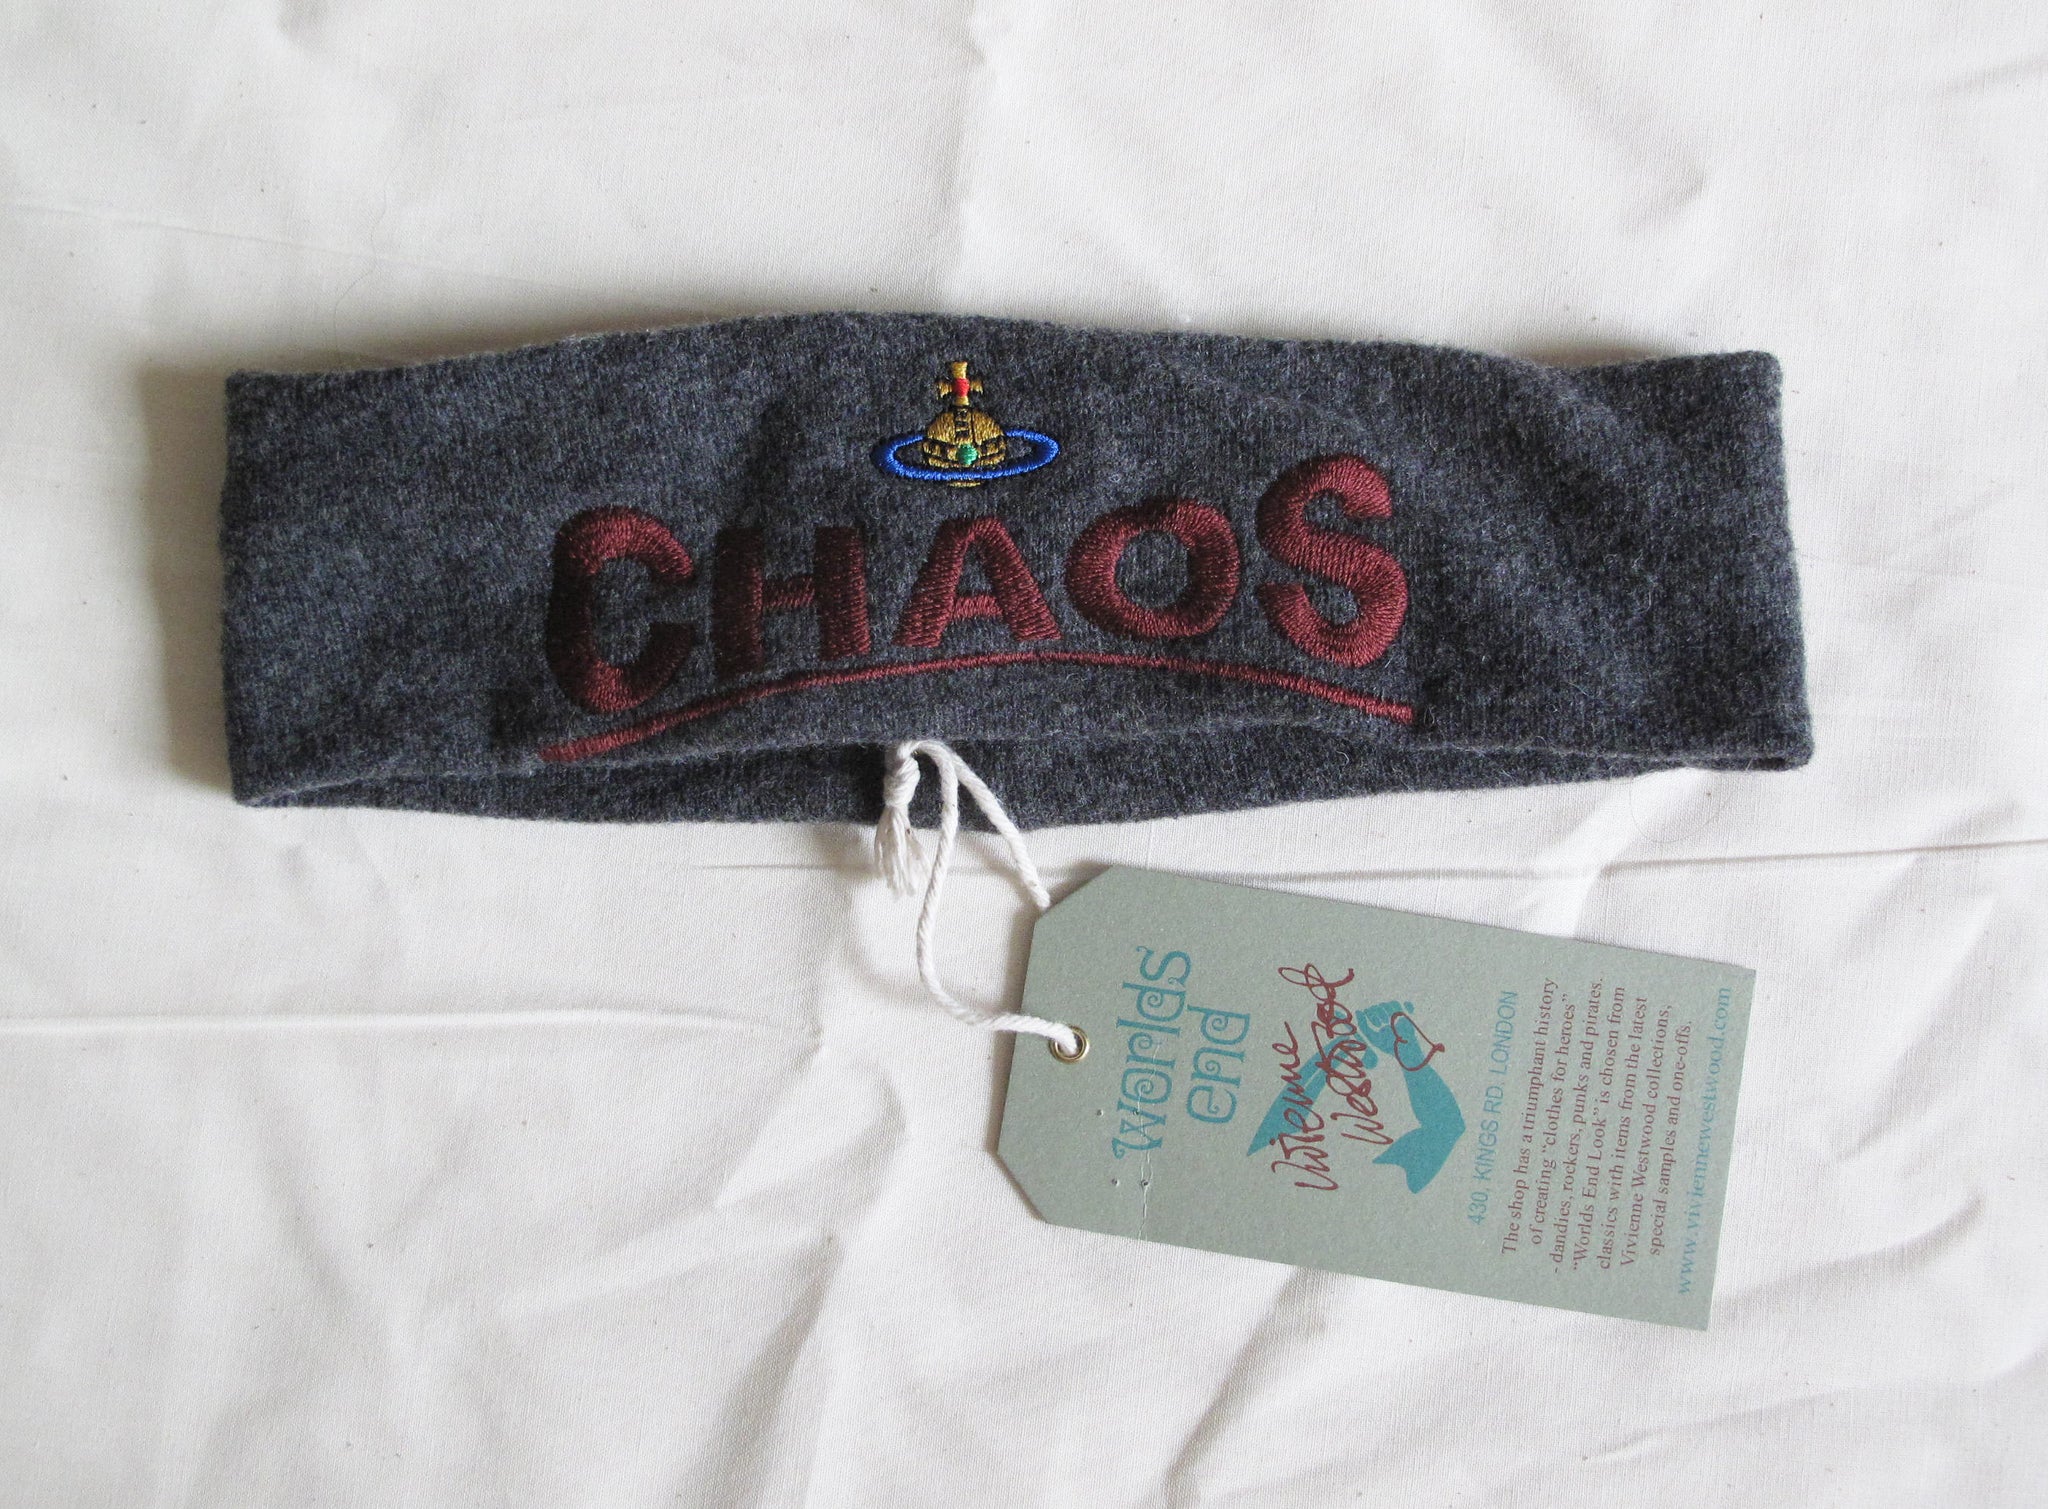 CHAOS
worlds
end
Vivienne
Westwood
430, KINGS RD. LONDON
The shop has a triumphant history
of creating "clothes for heroes"
- dandies, rockers, punks and pirates.
"Worlds End Look" is chosen from
classics with items from the latest
Vivienne Westwood collections,
special samples and one-offs.
www.viviennewestwood.com